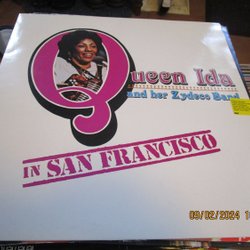 Queen Ida
and her Zydeco Band
IN SAN FRANCISCO
09/02/2024